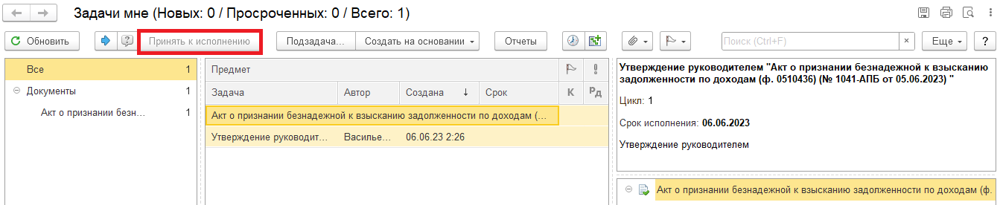 Задачи мне (Новых: 0 / Просроченных: 0 / Всего: 1)
Обновить
Принять к исполнению
Подзадача...
Создать на основании
Отчеты
Поиск (Ctrl+F)
×
Еще
?
Все 1
Документы 1
Акт о признании безн... 1
Предмет
Задача Автор Создана ↓ Срок К Рд
Акт о признании безнадежной к взысканию задолженности по доходам (...
Утверждение руководит... Василье... 06.06.23 2:26
Утверждение руководителем "Акт о признании безнадежной к взысканию
задолженности по доходам (ф. 0510436) (№ 1041-АПБ от 05.06.2023) "
Цикл: 1
Срок исполнения: 06.06.2023
Утверждение руководителем
Акт о признании безнадежной к взысканию задолженности по доходам (ф.